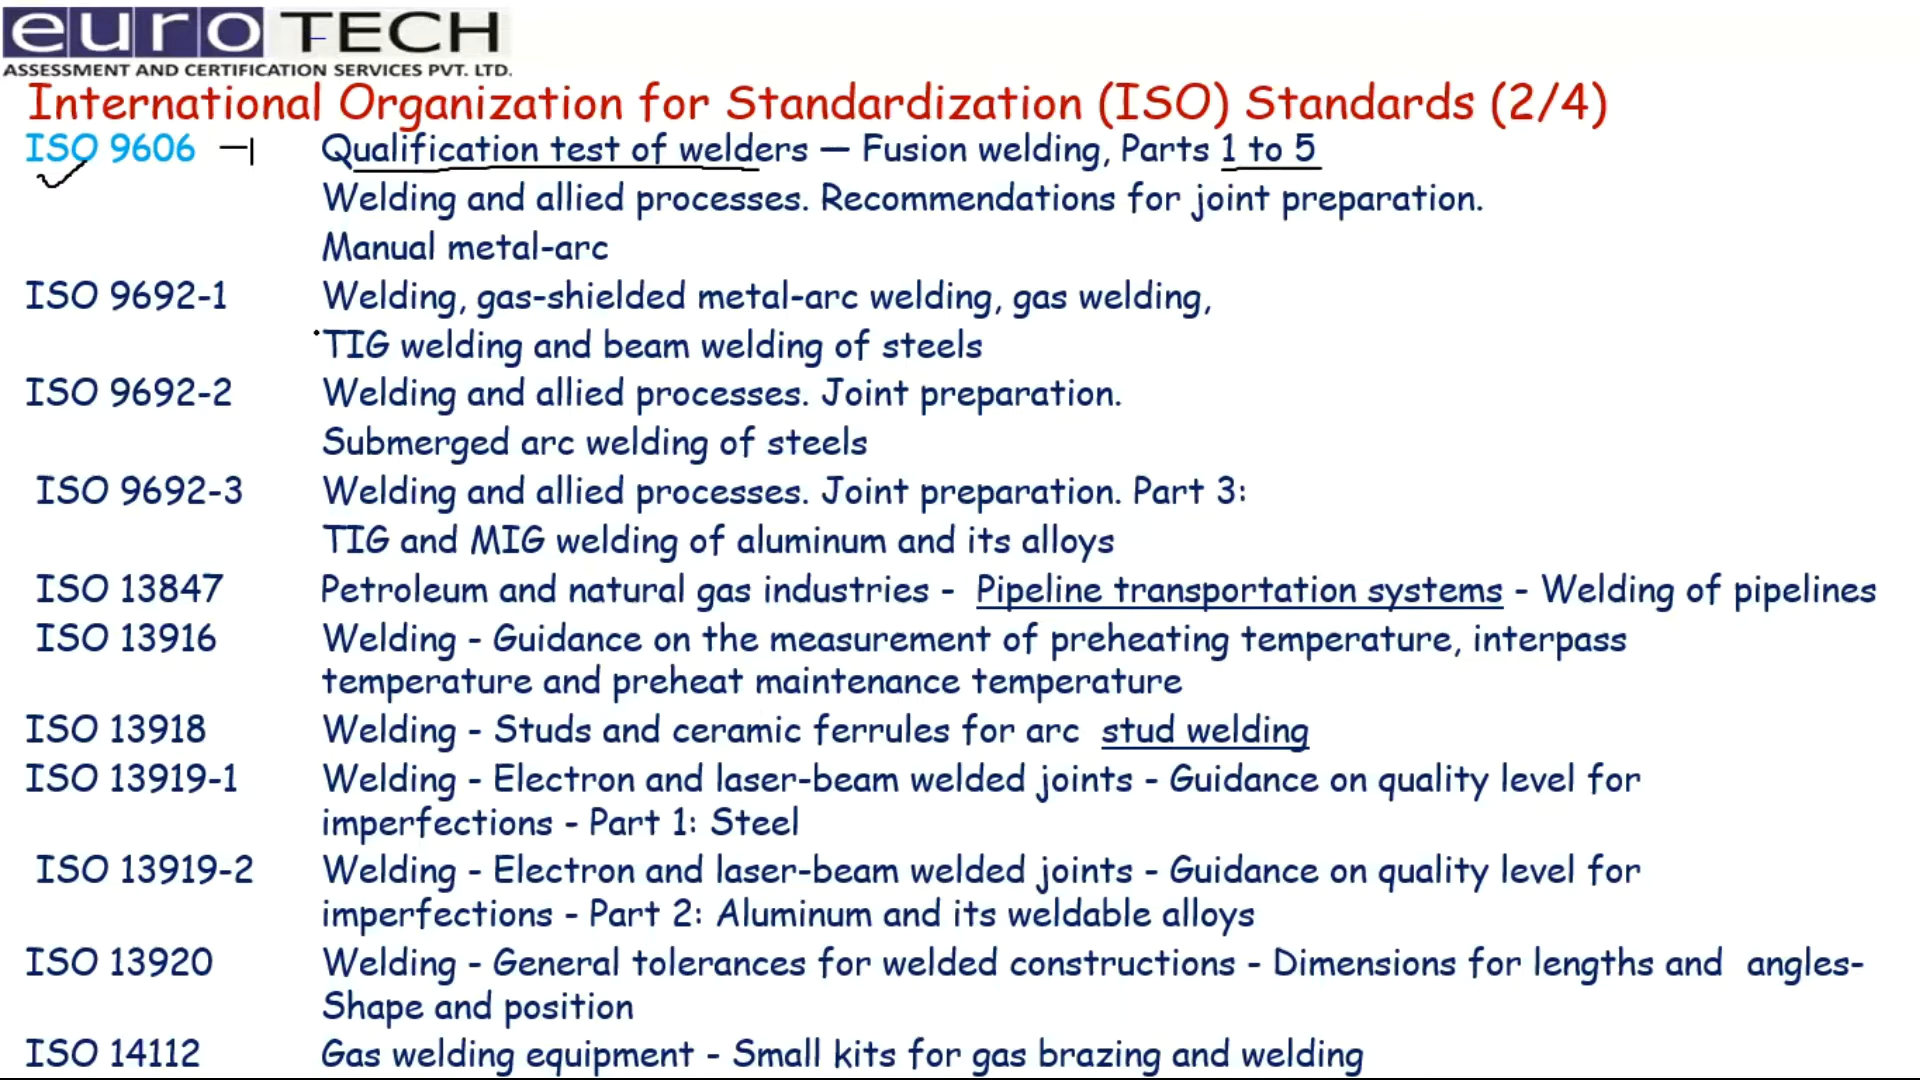 euro TECH
ASSESSMENT AND CERTIFICATION SERVICES PVT. LTD.
International Organization for Standardization (ISO) Standards (2/4)
ISO 9606 -1 Qualification test of welders — Fusion welding, Parts 1 to 5
Welding and allied processes. Recommendations for joint preparation.
Manual metal-arc
ISO 9692-1 Welding, gas-shielded metal-arc welding, gas welding,
TIG welding and beam welding of steels
ISO 9692-2 Welding and allied processes. Joint preparation.
Submerged arc welding of steels
ISO 9692-3 Welding and allied processes. Joint preparation. Part 3:
TIG and MIG welding of aluminum and its alloys
ISO 13847 Petroleum and natural gas industries - Pipeline transportation systems - Welding of pipelines
ISO 13916 Welding - Guidance on the measurement of preheating temperature, interpass
temperature and preheat maintenance temperature
ISO 13918 Welding - Studs and ceramic ferrules for arc stud welding
ISO 13919-1 Welding - Electron and laser-beam welded joints - Guidance on quality level for
imperfections - Part 1: Steel
ISO 13919-2 Welding - Electron and laser-beam welded joints - Guidance on quality level for
imperfections - Part 2: Aluminum and its weldable alloys
ISO 13920 Welding - General tolerances for welded constructions - Dimensions for lengths and angles-
Shape and position
ISO 14112 Gas welding equipment - Small kits for gas brazing and welding